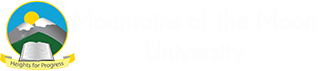 Mountains of the Moon
University
Heights for Progress